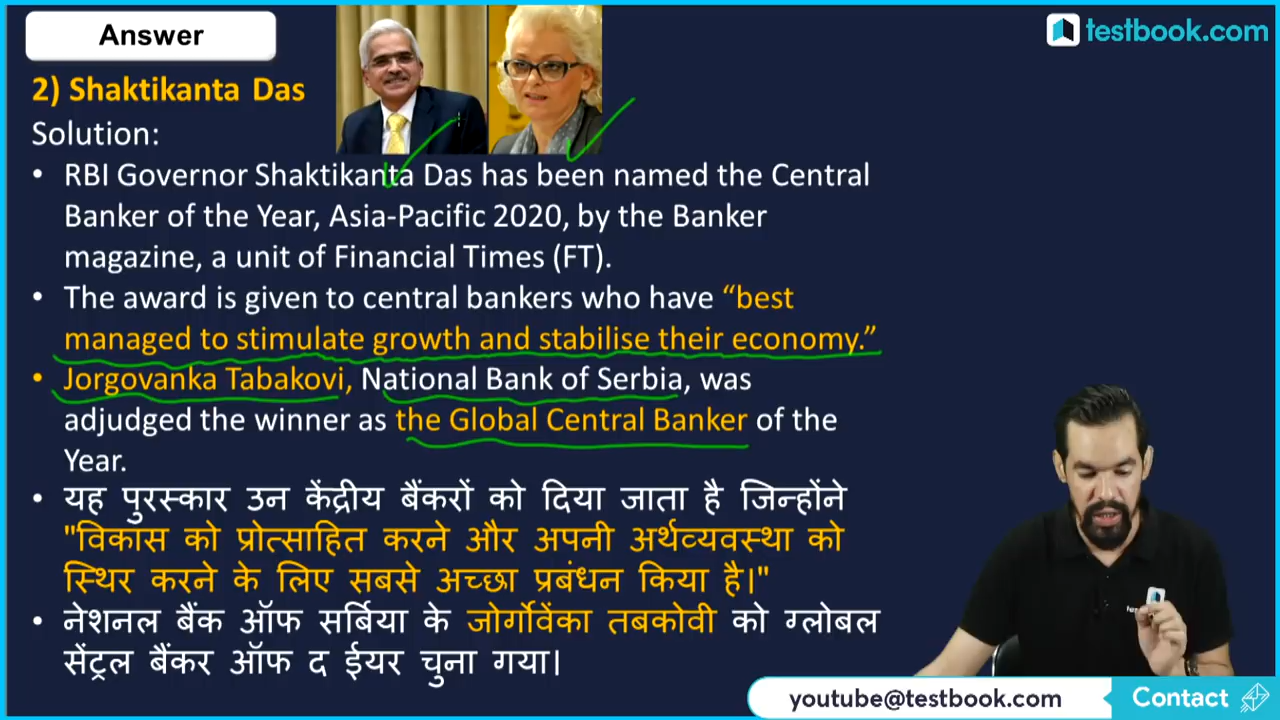 Answer
testbook.com
2) Shaktikanta Das
Solution:
• RBI Governor Shaktikanta Das has been named the Central
Banker of the Year, Asia-Pacific 2020, by the Banker
magazine, a unit of Financial Times (FT).
• The award is given to central bankers who have “best
managed to stimulate growth and stabilise their economy.”
• Jorgovanka Tabakovi, National Bank of Serbia, was
adjudged the winner as the Global Central Banker of the
Year.
• यह पुरस्कार उन केंद्रीय बैंकरों को दिया जाता है जिन्होंने
"विकास को प्रोत्साहित करने और अपनी अर्थव्यवस्था को
स्थिर करने के लिए सबसे अच्छा प्रबंधन किया है।"
• नेशनल बैंक ऑफ सर्बिया के जोर्गोवेंका तबकोवी को ग्लोबल
सेंट्रल बैंकर ऑफ द ईयर चुना गया।
youtube@testbook.com Contact